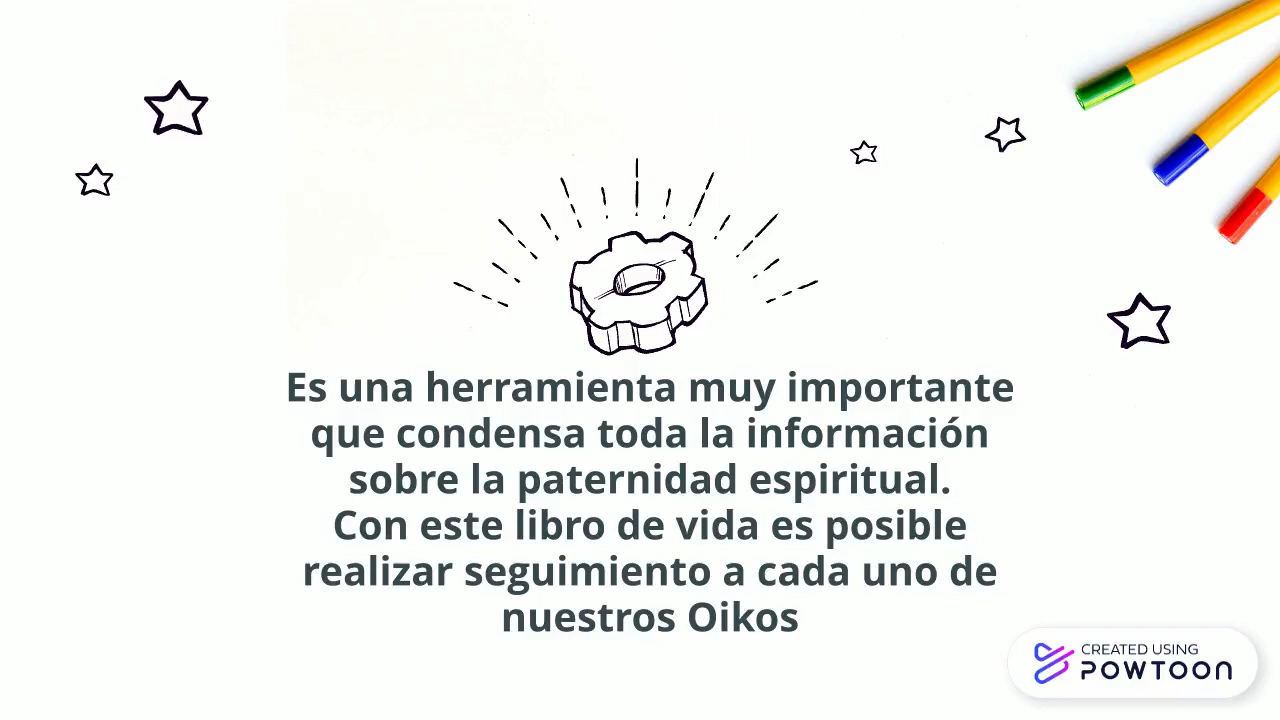 Es una herramienta muy importante
que condensa toda la información
sobre la paternidad espiritual.
Con este libro de vida es posible
realizar seguimiento a cada uno de
nuestros Oikos
CREATED USING
POWTOON